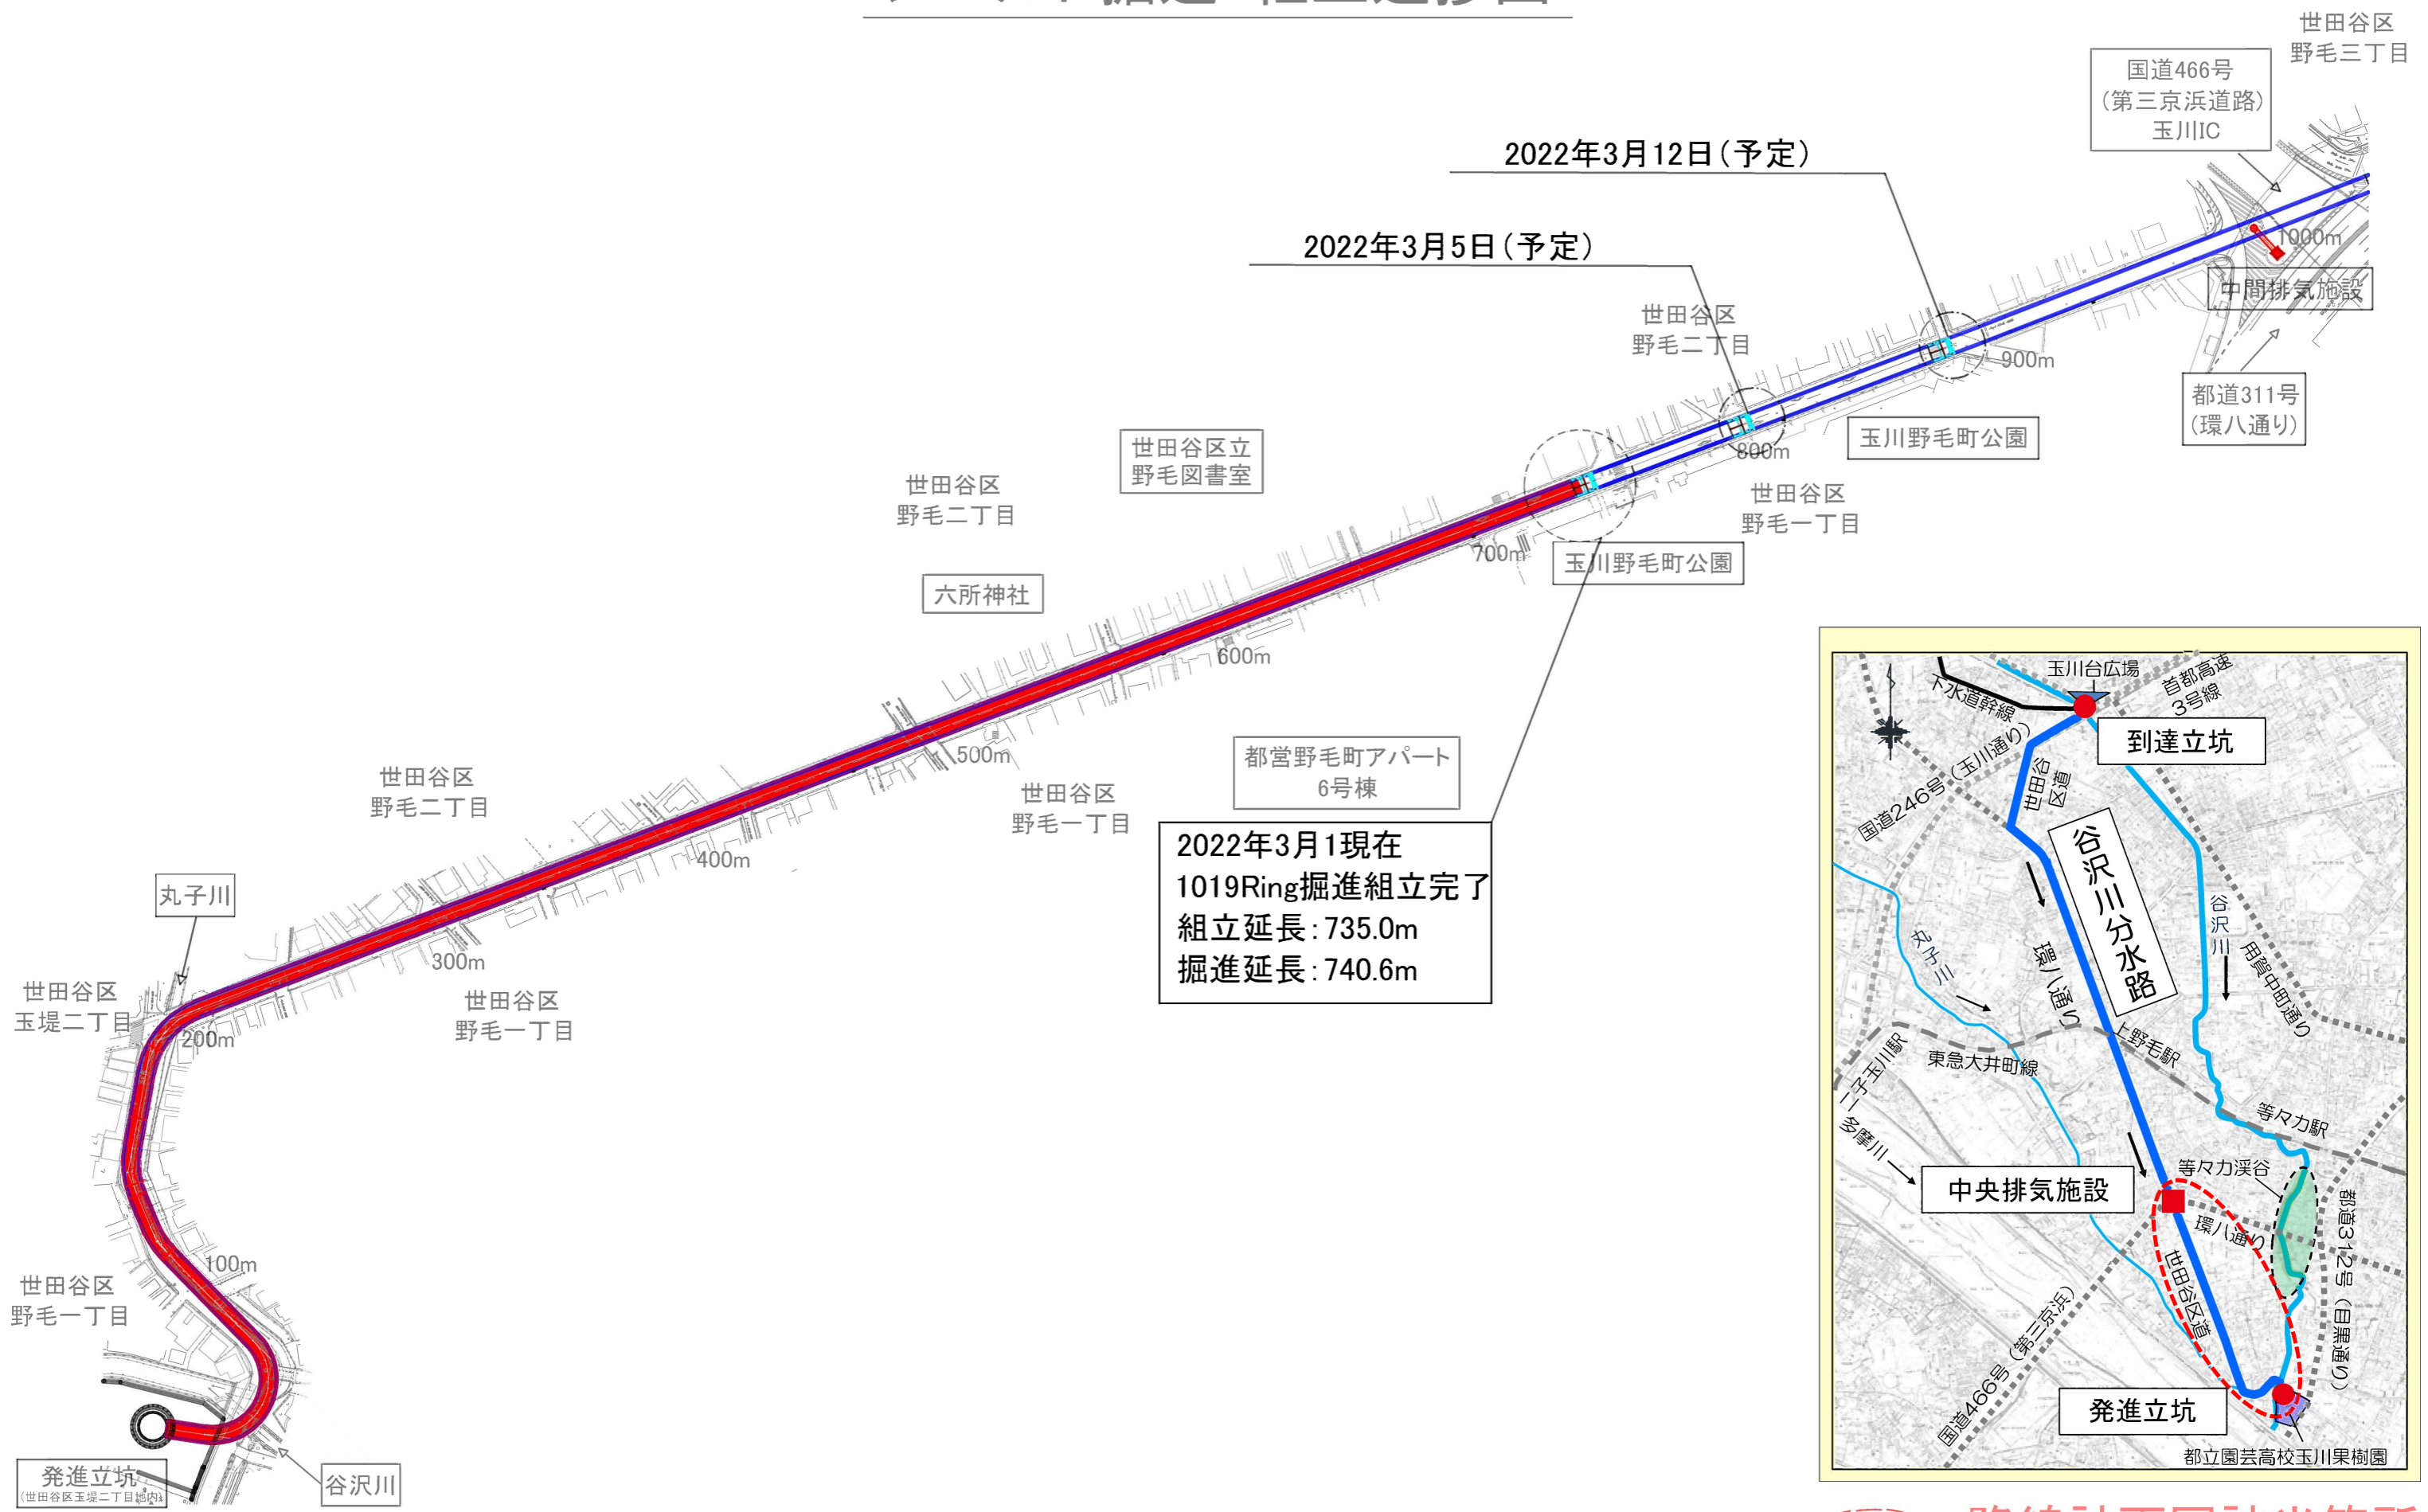 世田谷区
野毛三丁目
国道466号
(第三京浜道路)
玉川IC
2022年3月12日(予定)
2022年3月5日(予定)
1000m
中間排気施設
世田谷区
野毛二丁目
900m
都道311号
(環八通り)
玉川野毛町公園
世田谷区立
野毛図書室
800m
世田谷区
野毛二丁目
世田谷区
野毛一丁目
700m
玉川野毛町公園
六所神社
600m
500m
都営野毛町アパート
6号棟
世田谷区
野毛二丁目
世田谷区
野毛一丁目
2022年3月1現在
1019Ring掘進組立完了
組立延長:735.0m
掘進延長:740.6m
400m
丸子川
300m
世田谷区
玉堤二丁目
世田谷区
野毛一丁目
200m
100m
世田谷区
野毛一丁目
発進立坑
(世田谷区玉堤二丁目地内)
谷沢川
玉川台広場
首都高速
3号線
下水道幹線
到達立坑
国道246号(玉川通り)
世田谷
区道
谷沢川分水路
谷沢川
丸子川
環八通り
用賀中町通り
上野毛駅
東急大井町線
二子玉川駅
等々力駅
多摩川
等々力渓谷
中央排気施設
環八通り
都道312号(目黒通り)
世田谷区道
国道466号(第三京浜)
発進立坑
都立園芸高校玉川果樹園